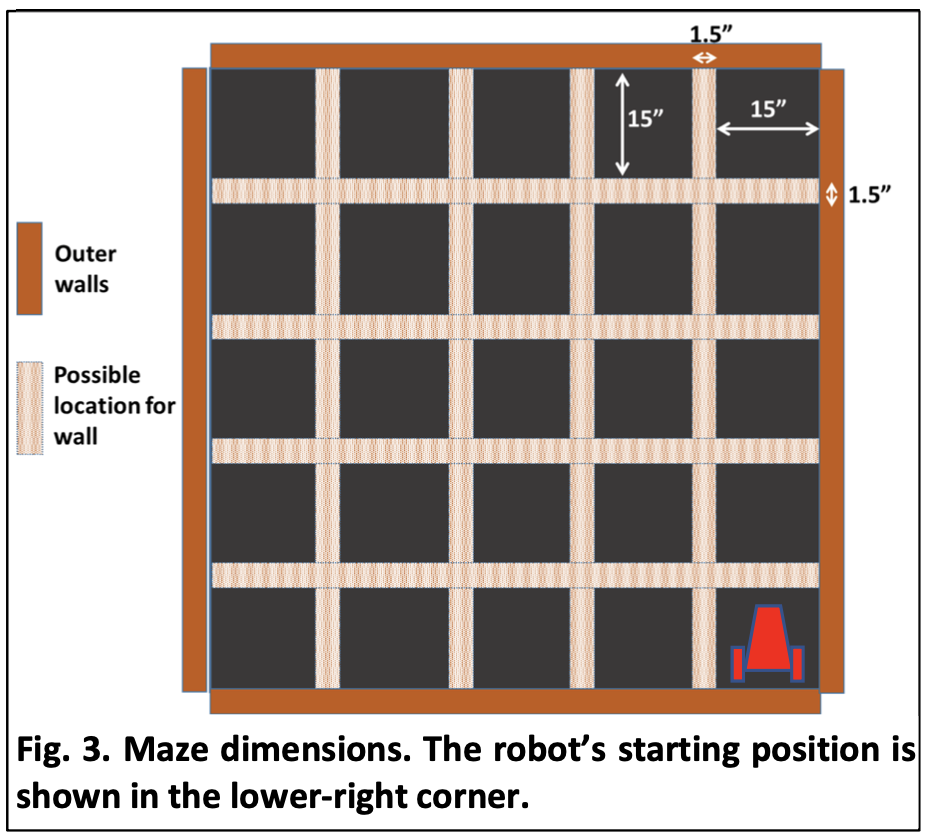 1.5”
15”
15”
1.5”
Outer
walls
Possible
location for
wall
Fig. 3. Maze dimensions. The robot’s starting position is
shown in the lower-right corner.